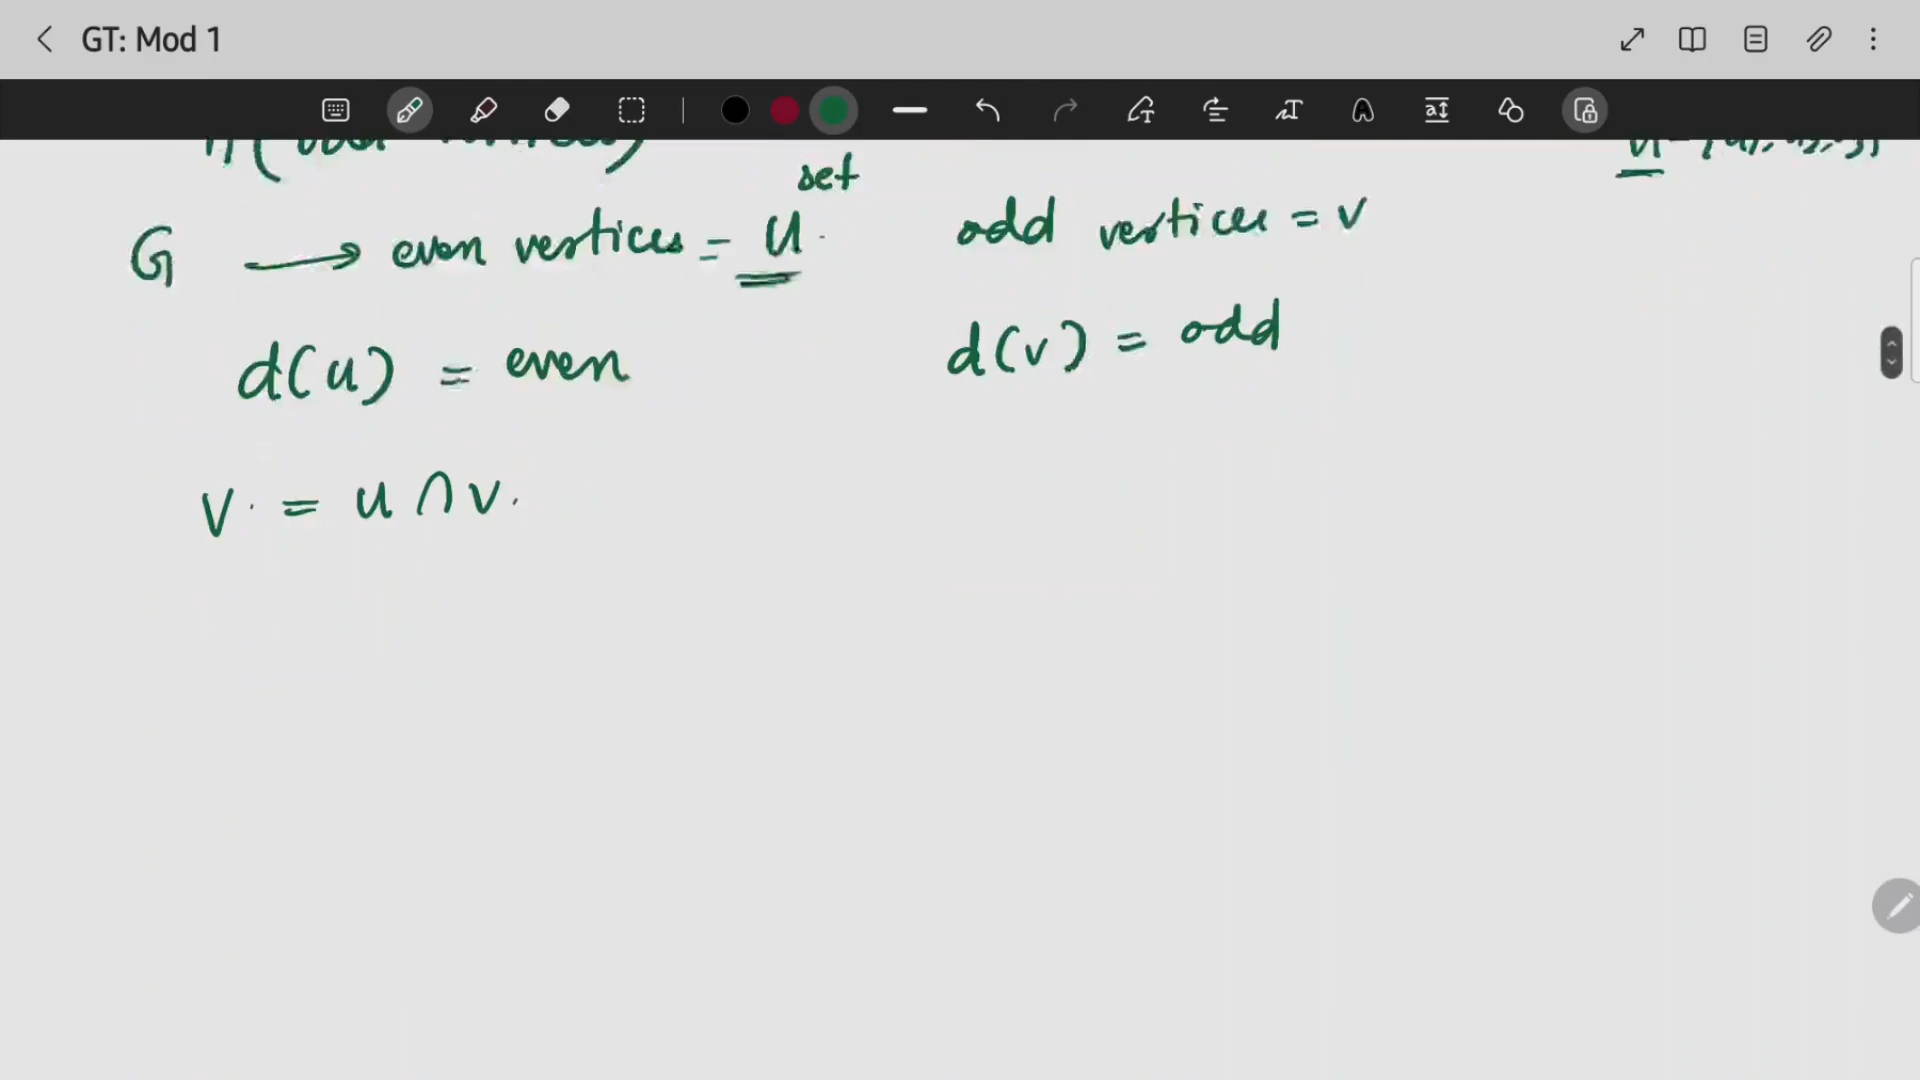 GT: Mod 1
set
G → even vertices = U. odd vertices = v
d(u) = even d(v) = odd
V. = u ∩ v.